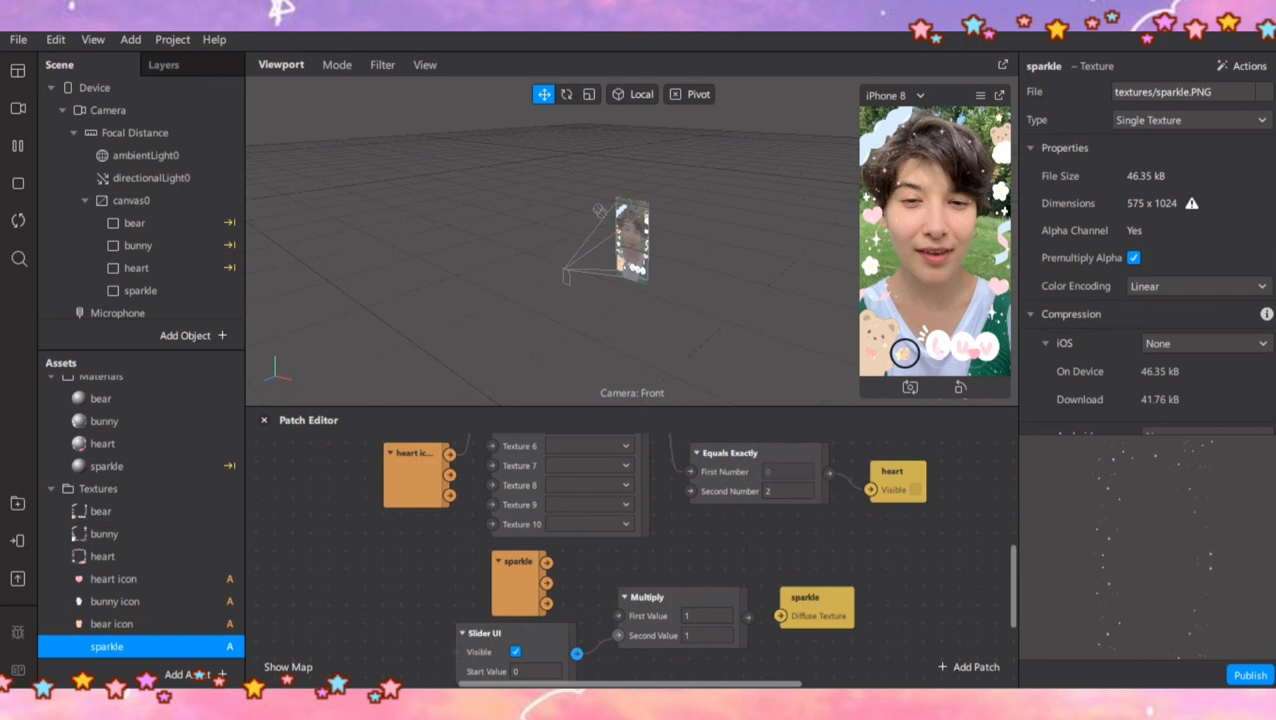 File Edit View Add Project Help
Scene Layers
Device
Camera
Focal Distance
ambientLight0
directionalLight0
canvas0
bear
bunny
heart
sparkle
Microphone
Add Object +
Assets
Materials
bear
bunny
heart
sparkle
Textures
bear
bunny
heart
heart icon A
bunny icon A
bear icon A
sparkle A
Add As
Viewport Mode Filter View
Local Pivot
iPhone 8
luv
Camera: Front
Patch Editor
heart ic...
Texture 6
Texture 7
Texture 8
Texture 9
Texture 10
Equals Exactly
First Number 0
Second Number 2
heart
Visible
sparkle
Slider UI
Visible
Start Value 0
Multiply
First Value 1
Second Value 1
sparkle
Diffuse Texture
Show Map
+ Add Patch
sparkle – Texture Actions
File textures/sparkle.PNG
Type Single Texture
Properties
File Size 46.35 kB
Dimensions 575 x 1024
Alpha Channel Yes
Premultiply Alpha
Color Encoding Linear
Compression
iOS None
On Device 46.35 kB
Download 41.76 kB
Publish